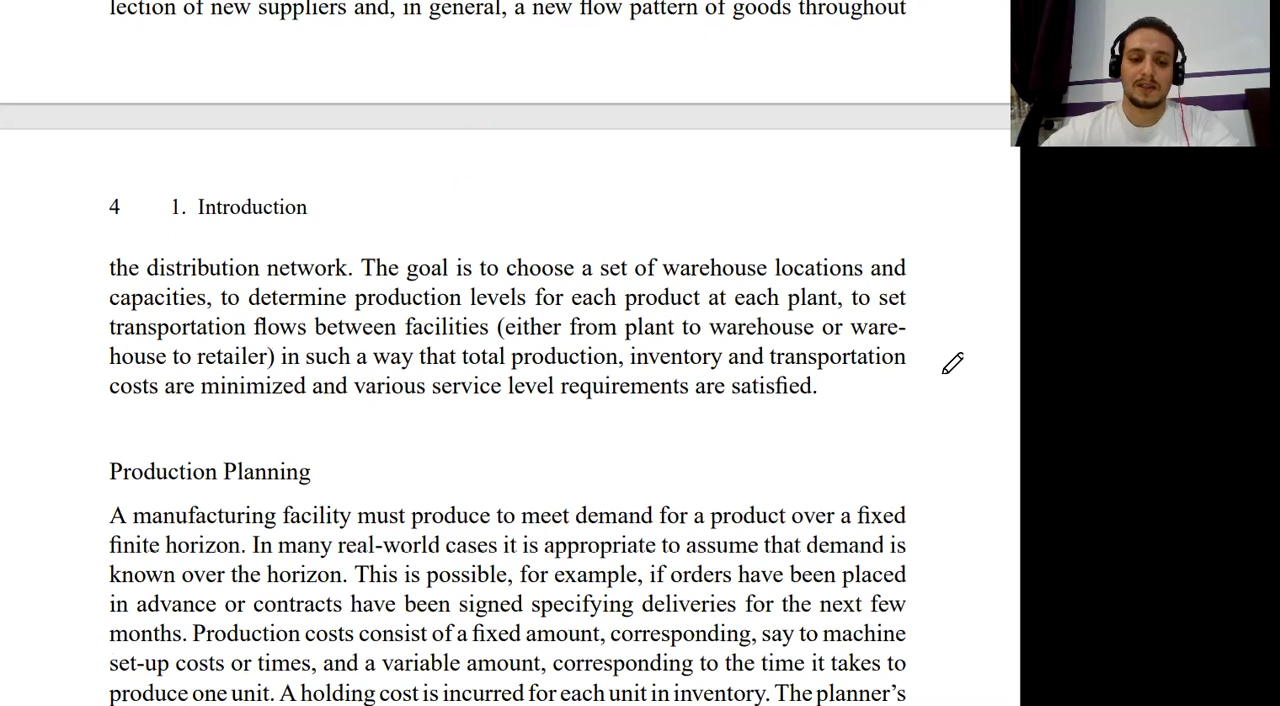 lection of new suppliers and, in general, a new flow pattern of goods throughout
4 1. Introduction
the distribution network. The goal is to choose a set of warehouse locations and
capacities, to determine production levels for each product at each plant, to set
transportation flows between facilities (either from plant to warehouse or ware-
house to retailer) in such a way that total production, inventory and transportation
costs are minimized and various service level requirements are satisfied.
Production Planning
A manufacturing facility must produce to meet demand for a product over a fixed
finite horizon. In many real-world cases it is appropriate to assume that demand is
known over the horizon. This is possible, for example, if orders have been placed
in advance or contracts have been signed specifying deliveries for the next few
months. Production costs consist of a fixed amount, corresponding, say to machine
set-up costs or times, and a variable amount, corresponding to the time it takes to
produce one unit. A holding cost is incurred for each unit in inventory. The planner’s